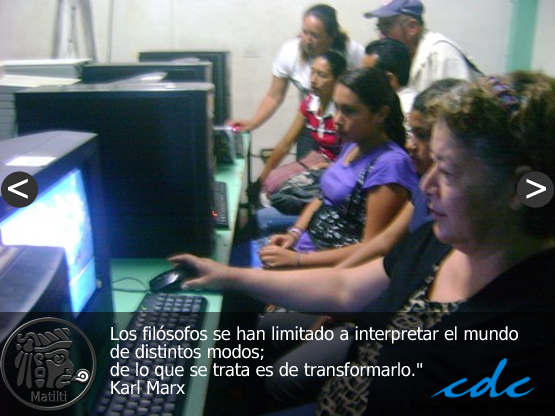 <
>
Los filósofos se han limitado a interpretar el mundo
de distintos modos;
de lo que se trata es de transformarlo."
Karl Marx
Matilti
cdc